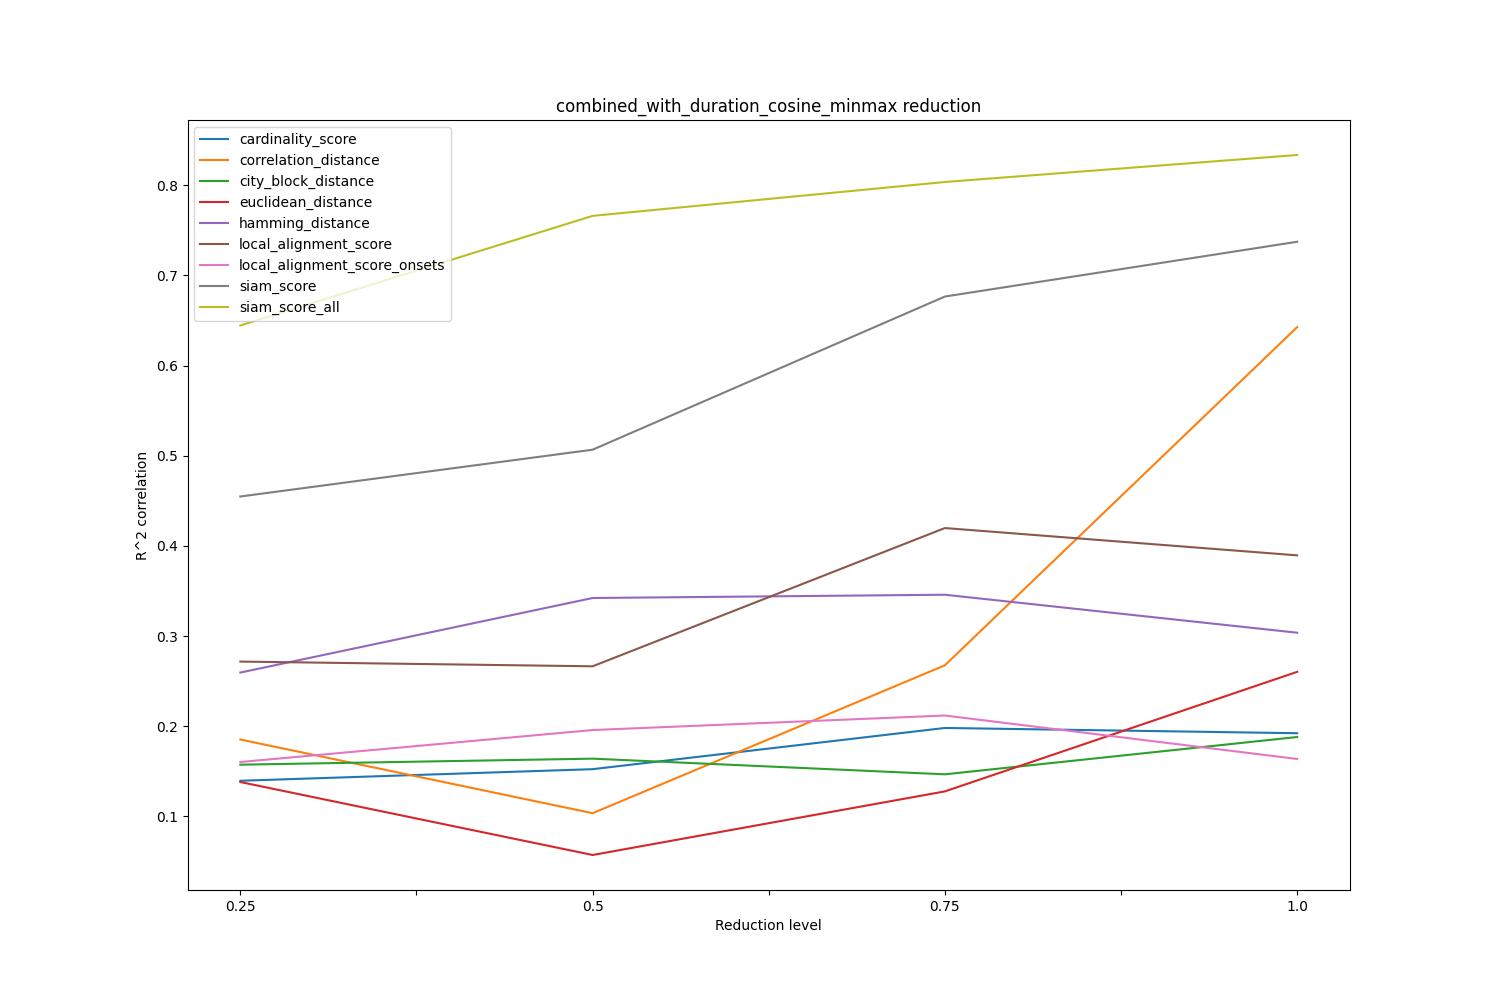 combined_with_duration_cosine_minmax reduction
cardinality_score
correlation_distance
city_block_distance
euclidean_distance
hamming_distance
local_alignment_score
local_alignment_score_onsets
siam_score
siam_score_all
0.8
0.7
0.6
0.5
0.4
0.3
0.2
0.1
R^2 correlation
0.25 0.5 0.75 1.0
Reduction level